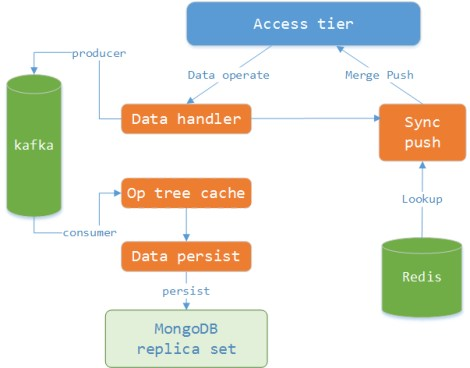 Access tier
producer
Data operate
Merge Push
Data handler
Sync
push
kafka
Op tree cache
Lookup
consumer
Data persist
Redis
persist
MongoDB
replica set